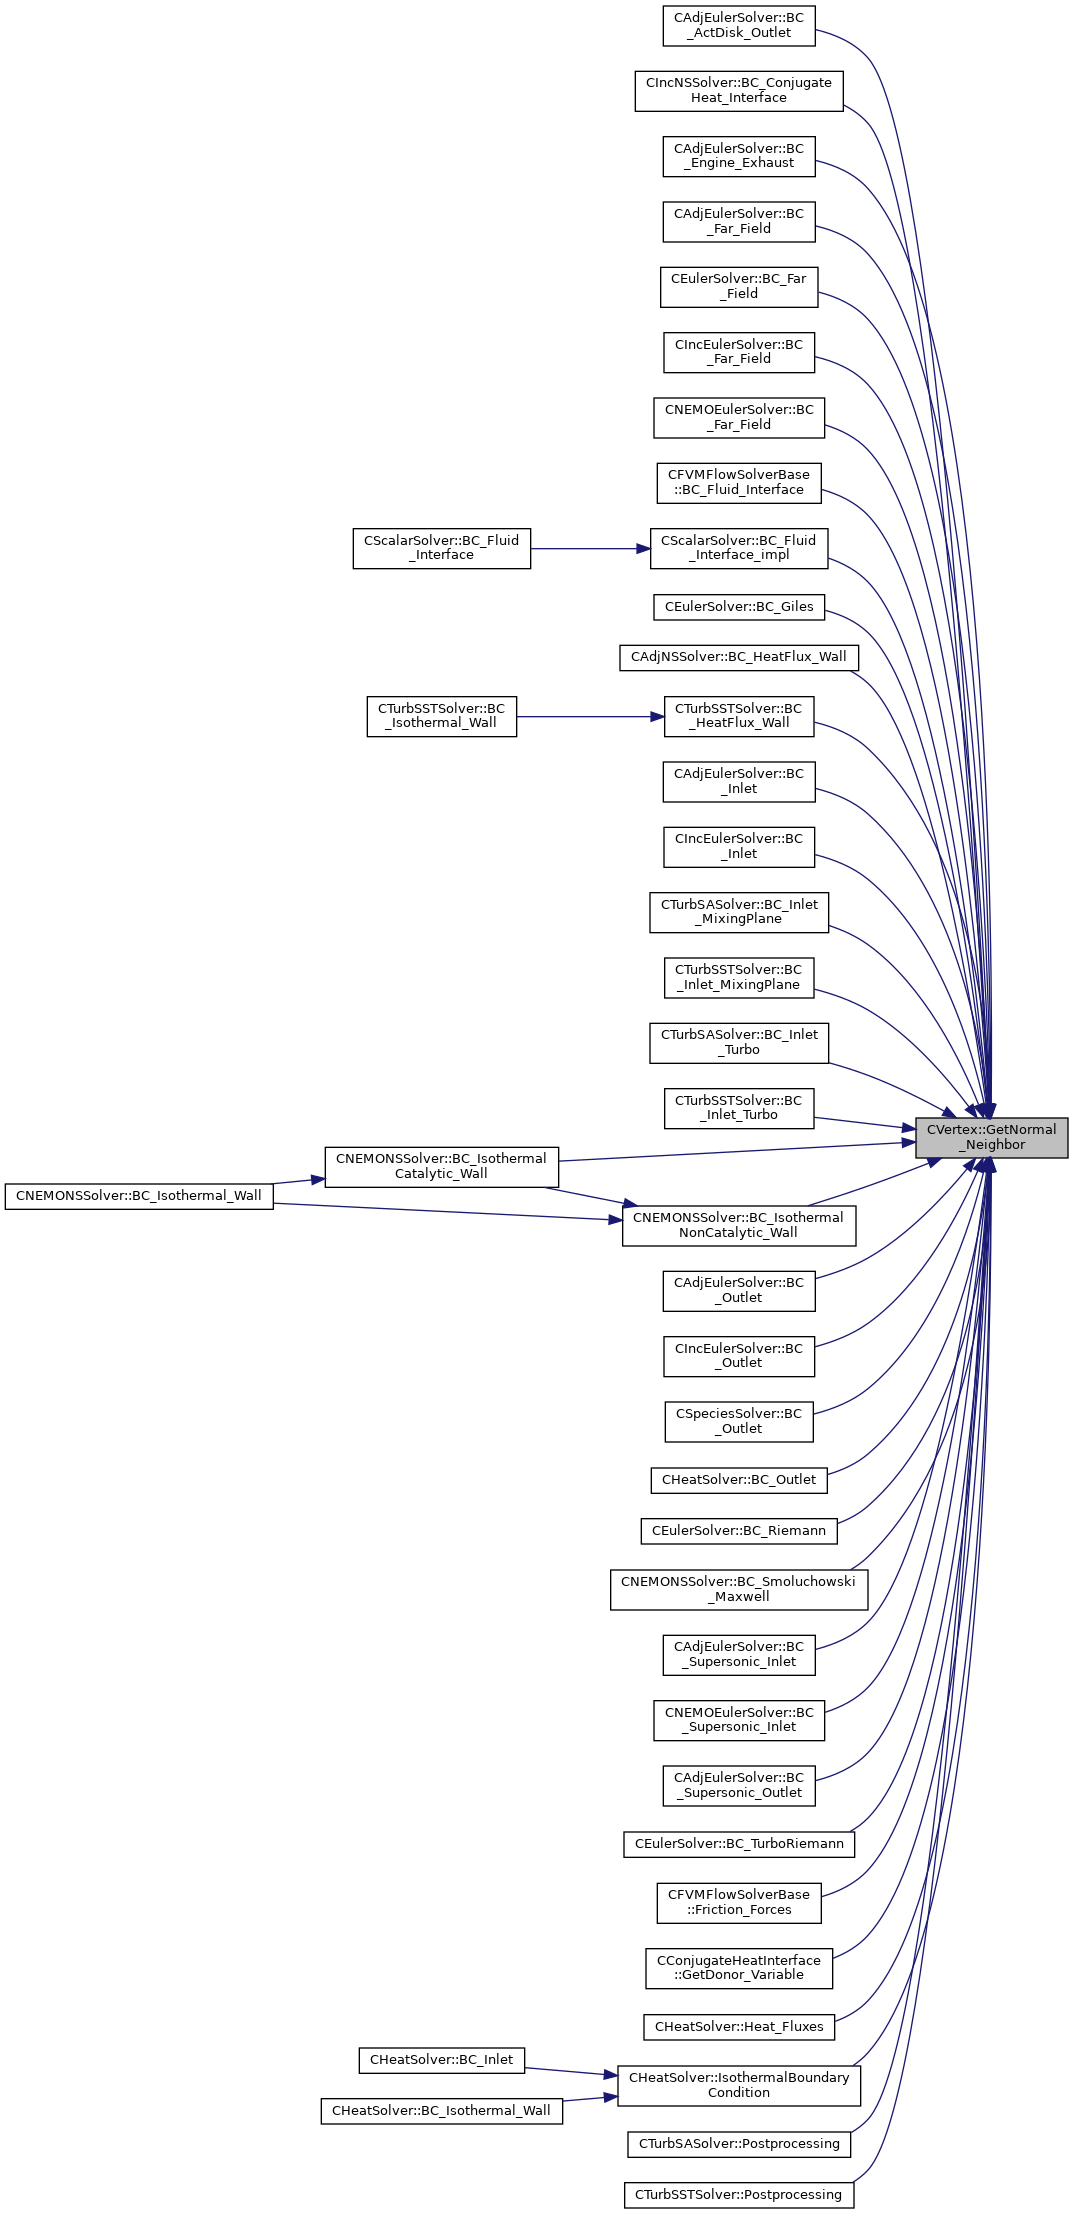 CAdjEulerSolver::BC
_ActDisk_Outlet
CIncNSSolver::BC_Conjugate
Heat_Interface
CAdjEulerSolver::BC
_Engine_Exhaust
CAdjEulerSolver::BC
_Far_Field
CEulerSolver::BC_Far
_Field
CIncEulerSolver::BC
_Far_Field
CNEMOEulerSolver::BC
_Far_Field
CFVMFlowSolverBase
::BC_Fluid_Interface
CScalarSolver::BC_Fluid
_Interface
CScalarSolver::BC_Fluid
_Interface_impl
CEulerSolver::BC_Giles
CAdjNSSolver::BC_HeatFlux_Wall
CTurbSSTSolver::BC
_Isothermal_Wall
CTurbSSTSolver::BC
_HeatFlux_Wall
CAdjEulerSolver::BC
_Inlet
CIncEulerSolver::BC
_Inlet
CTurbSASolver::BC_Inlet
_MixingPlane
CTurbSSTSolver::BC
_Inlet_MixingPlane
CTurbSASolver::BC_Inlet
_Turbo
CTurbSSTSolver::BC
_Inlet_Turbo
CVertex::GetNormal
_Neighbor
CNEMONSSolver::BC_Isothermal
Catalytic_Wall
CNEMONSSolver::BC_Isothermal_Wall
CNEMONSSolver::BC_Isothermal
NonCatalytic_Wall
CAdjEulerSolver::BC
_Outlet
CIncEulerSolver::BC
_Outlet
CSpeciesSolver::BC
_Outlet
CHeatSolver::BC_Outlet
CEulerSolver::BC_Riemann
CNEMONSSolver::BC_Smoluchowski
_Maxwell
CAdjEulerSolver::BC
_Supersonic_Inlet
CNEMOEulerSolver::BC
_Supersonic_Inlet
CAdjEulerSolver::BC
_Supersonic_Outlet
CEulerSolver::BC_TurboRiemann
CFVMFlowSolverBase
::Friction_Forces
CConjugateHeatInterface
::GetDonor_Variable
CHeatSolver::Heat_Fluxes
CHeatSolver::BC_Inlet
CHeatSolver::IsothermalBoundary
Condition
CHeatSolver::BC_Isothermal_Wall
CTurbSASolver::Postprocessing
CTurbSSTSolver::Postprocessing